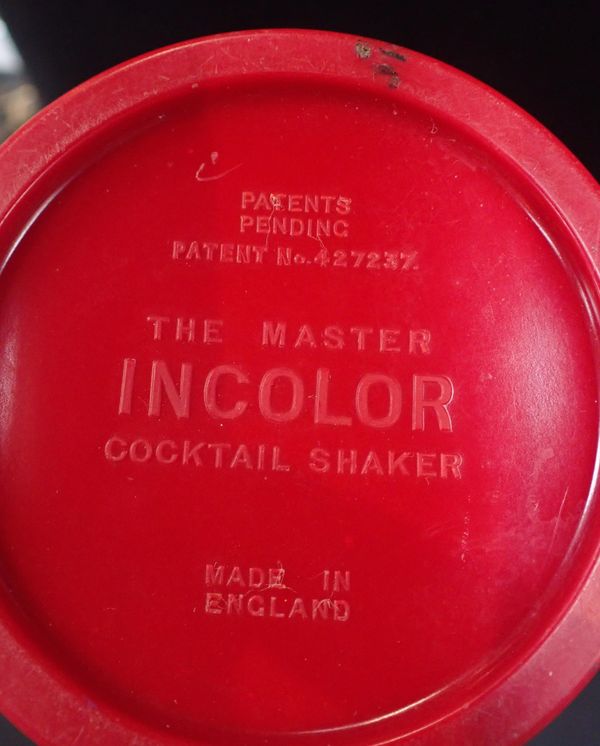 PATENTS
PENDING
PATENT No. 427237.
THE MASTER
INCOLOR
COCKTAIL SHAKER
MADE IN
ENGLAND